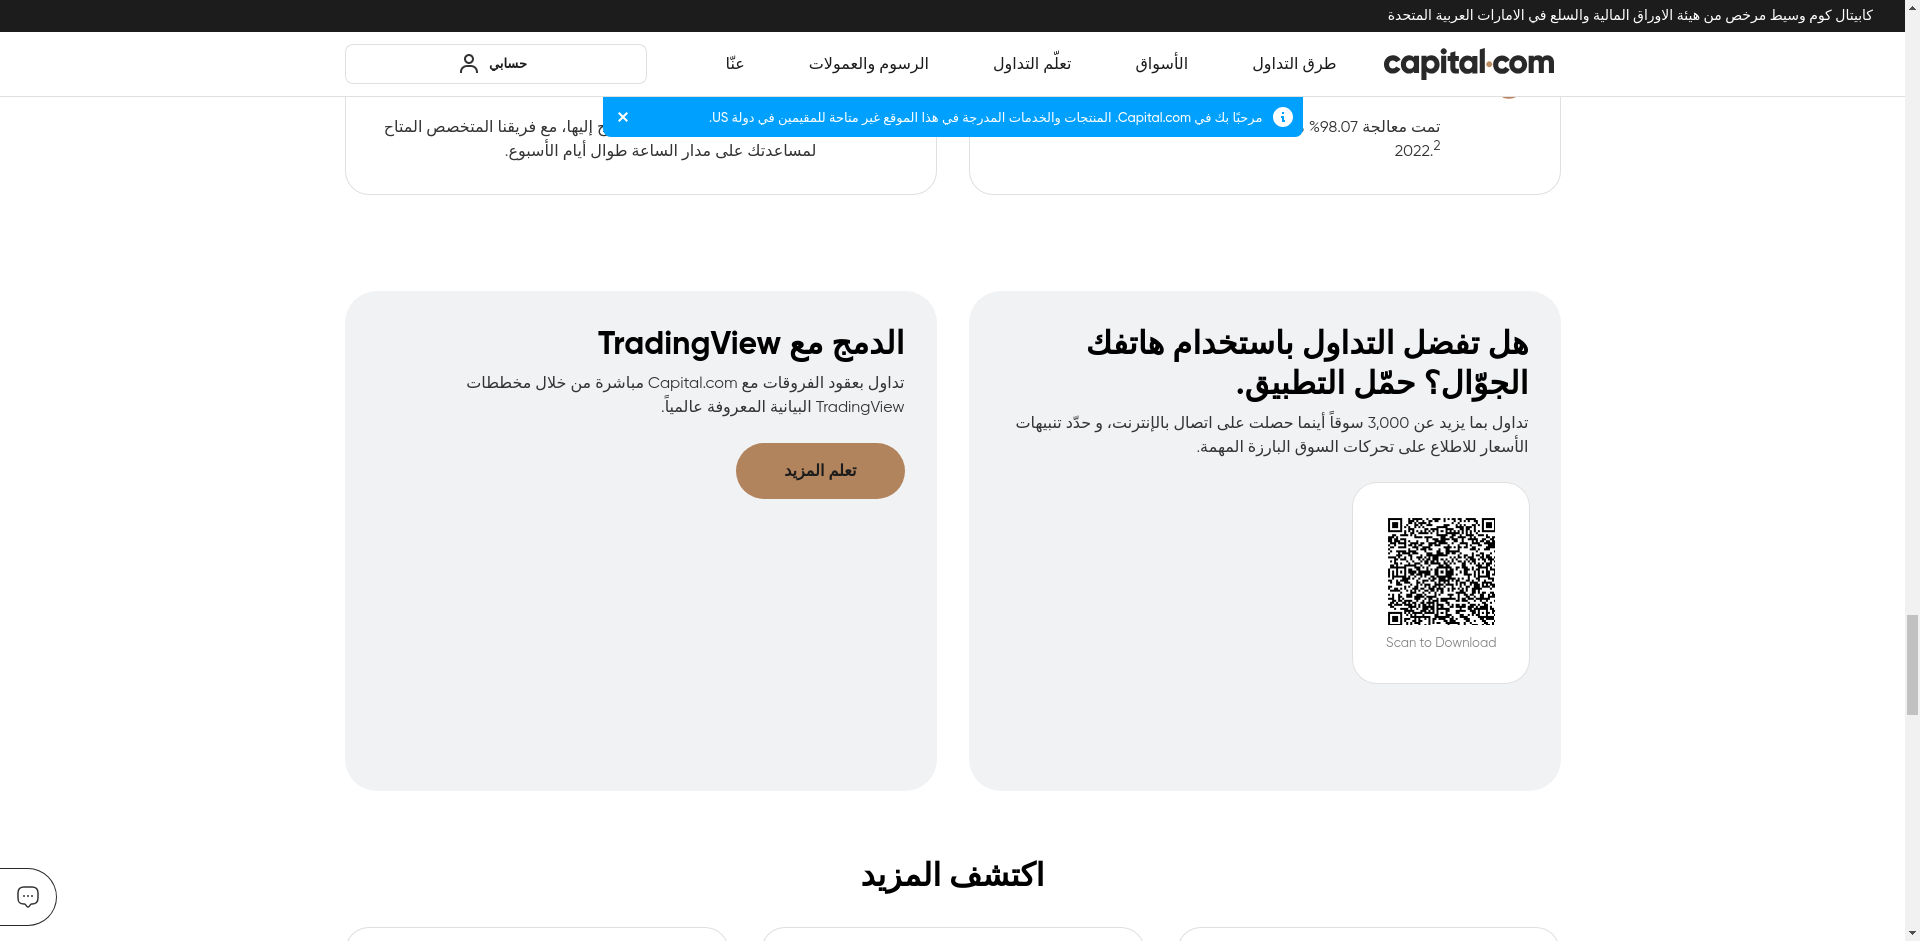 كابيتال كوم وسيط مرخص من هيئة الاوراق المالية والسلع في الامارات العربية المتحدة
capital.com
طرق التداول
الأسواق
تعلّم التداول
الرسوم والعمولات
عنّا
حسابي
مرحبًا بك في Capital.com. المنتجات والخدمات المدرجة في هذا الموقع غير متاحة للمقيمين في دولة US.
تمت معالجة 98.07%
2022.2
إليها، مع فريقنا المتخصص المتاح
لمساعدتك على مدار الساعة طوال أيام الأسبوع.
هل تفضل التداول باستخدام هاتفك
الجوّال؟ حمّل التطبيق.
تداول بما يزيد عن 3,000 سوقاً أينما حصلت على اتصال بالإنترنت، و حدّد تنبيهات
الأسعار للاطلاع على تحركات السوق البارزة المهمة.
Scan to Download
الدمج مع TradingView
تداول بعقود الفروقات مع Capital.com مباشرة من خلال مخططات
TradingView البيانية المعروفة عالمياً.
تعلم المزيد
اكتشف المزيد